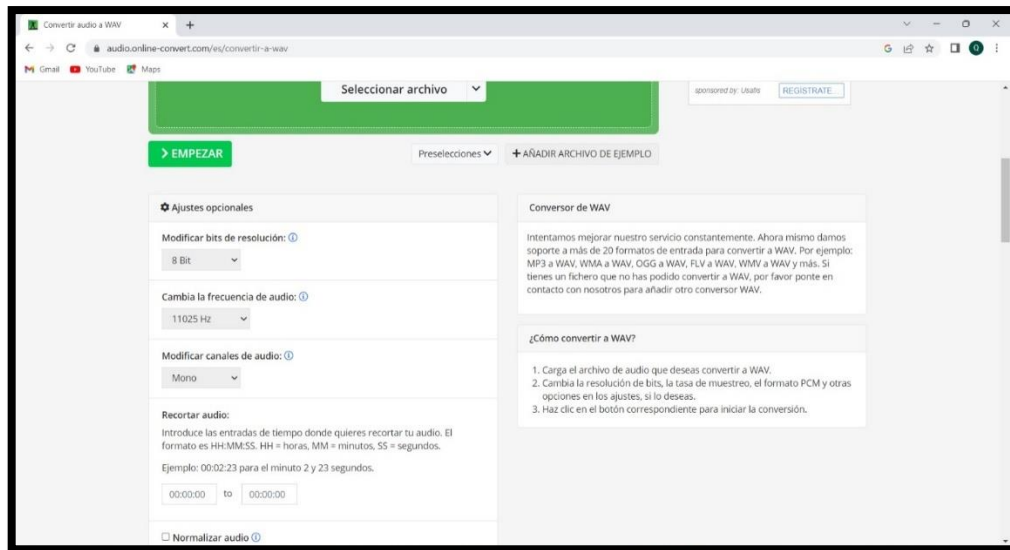 Convertir audio a WAV
audio.online-convert.com/es/convertir-a-wav
Gmail YouTube Maps
Seleccionar archivo
sponsored by: Usatis REGISTRATE...
EMPEZAR
Preselecciones
+ AÑADIR ARCHIVO DE EJEMPLO
Ajustes opcionales
Modificar bits de resolución:
8 Bit
Cambia la frecuencia de audio:
11025 Hz
Modificar canales de audio:
Mono
Recortar audio:
Introduce las entradas de tiempo donde quieres recortar tu audio. El
formato es HH:MM:SS. HH = horas, MM = minutos, SS = segundos.
Ejemplo: 00:02:23 para el minuto 2 y 23 segundos.
00:00:00 to 00:00:00
Normalizar audio
Conversor de WAV
Intentamos mejorar nuestro servicio constantemente. Ahora mismo damos
soporte a más de 20 formatos de entrada para convertir a WAV. Por ejemplo:
MP3 a WAV, WMA a WAV, OGG a WAV, FLV a WAV, WMV a WAV y más. Si
tienes un fichero que no has podido convertir a WAV, por favor ponte en
contacto con nosotros para añadir otro conversor WAV.
¿Cómo convertir a WAV?
1. Carga el archivo de audio que deseas convertir a WAV.
2. Cambia la resolución de bits, la tasa de muestreo, el formato PCM y otras
opciones en los ajustes, si lo deseas.
3. Haz clic en el botón correspondiente para iniciar la conversión.